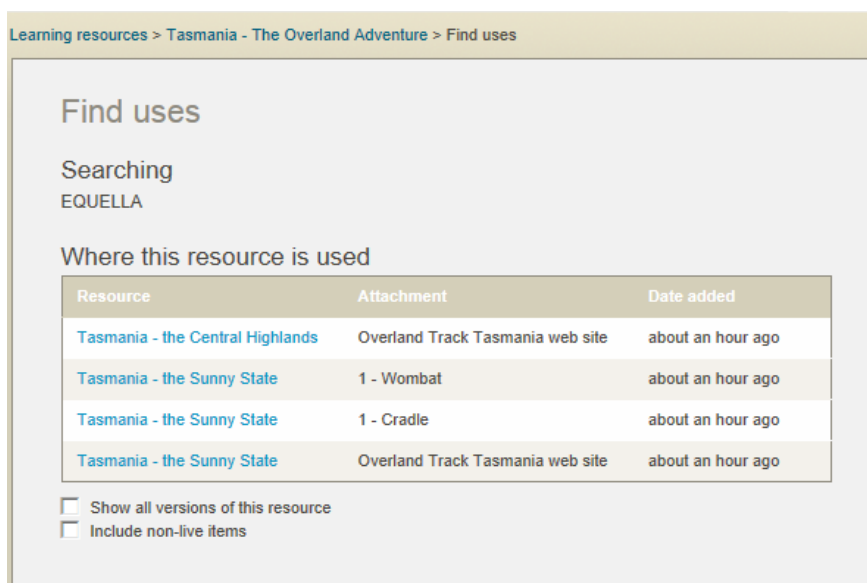 Learning resources > Tasmania - The Overland Adventure > Find uses
Find uses
Searching
EQUELLA
Where this resource is used
Resource Attachment Date added
Tasmania - the Central Highlands Overland Track Tasmania web site about an hour ago
Tasmania - the Sunny State 1 - Wombat about an hour ago
Tasmania - the Sunny State 1 - Cradle about an hour ago
Tasmania - the Sunny State Overland Track Tasmania web site about an hour ago
Show all versions of this resource
Include non-live items